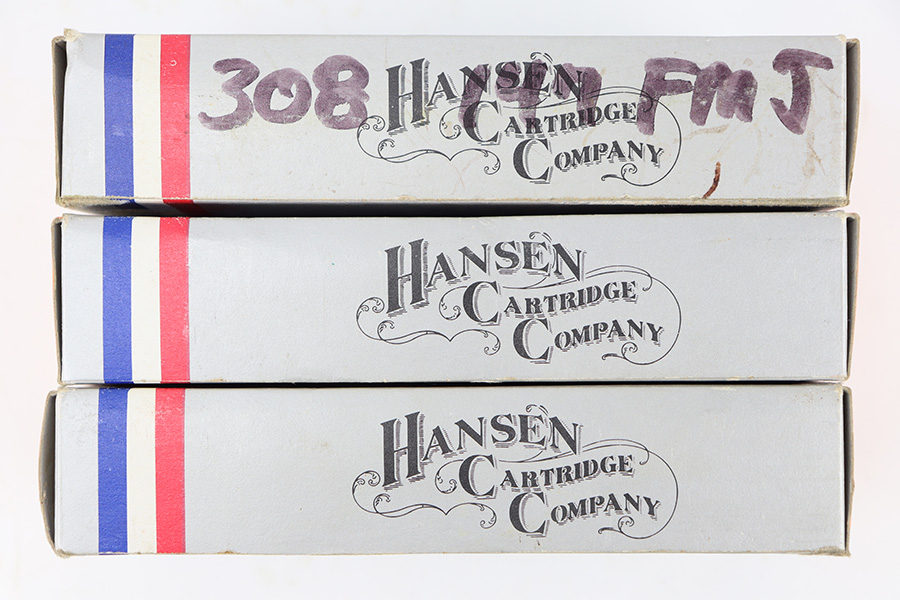 308 FMJ
HANSEN
CARTRIDGE
COMPANY
HANSEN
CARTRIDGE
COMPANY
HANSEN
CARTRIDGE
COMPANY